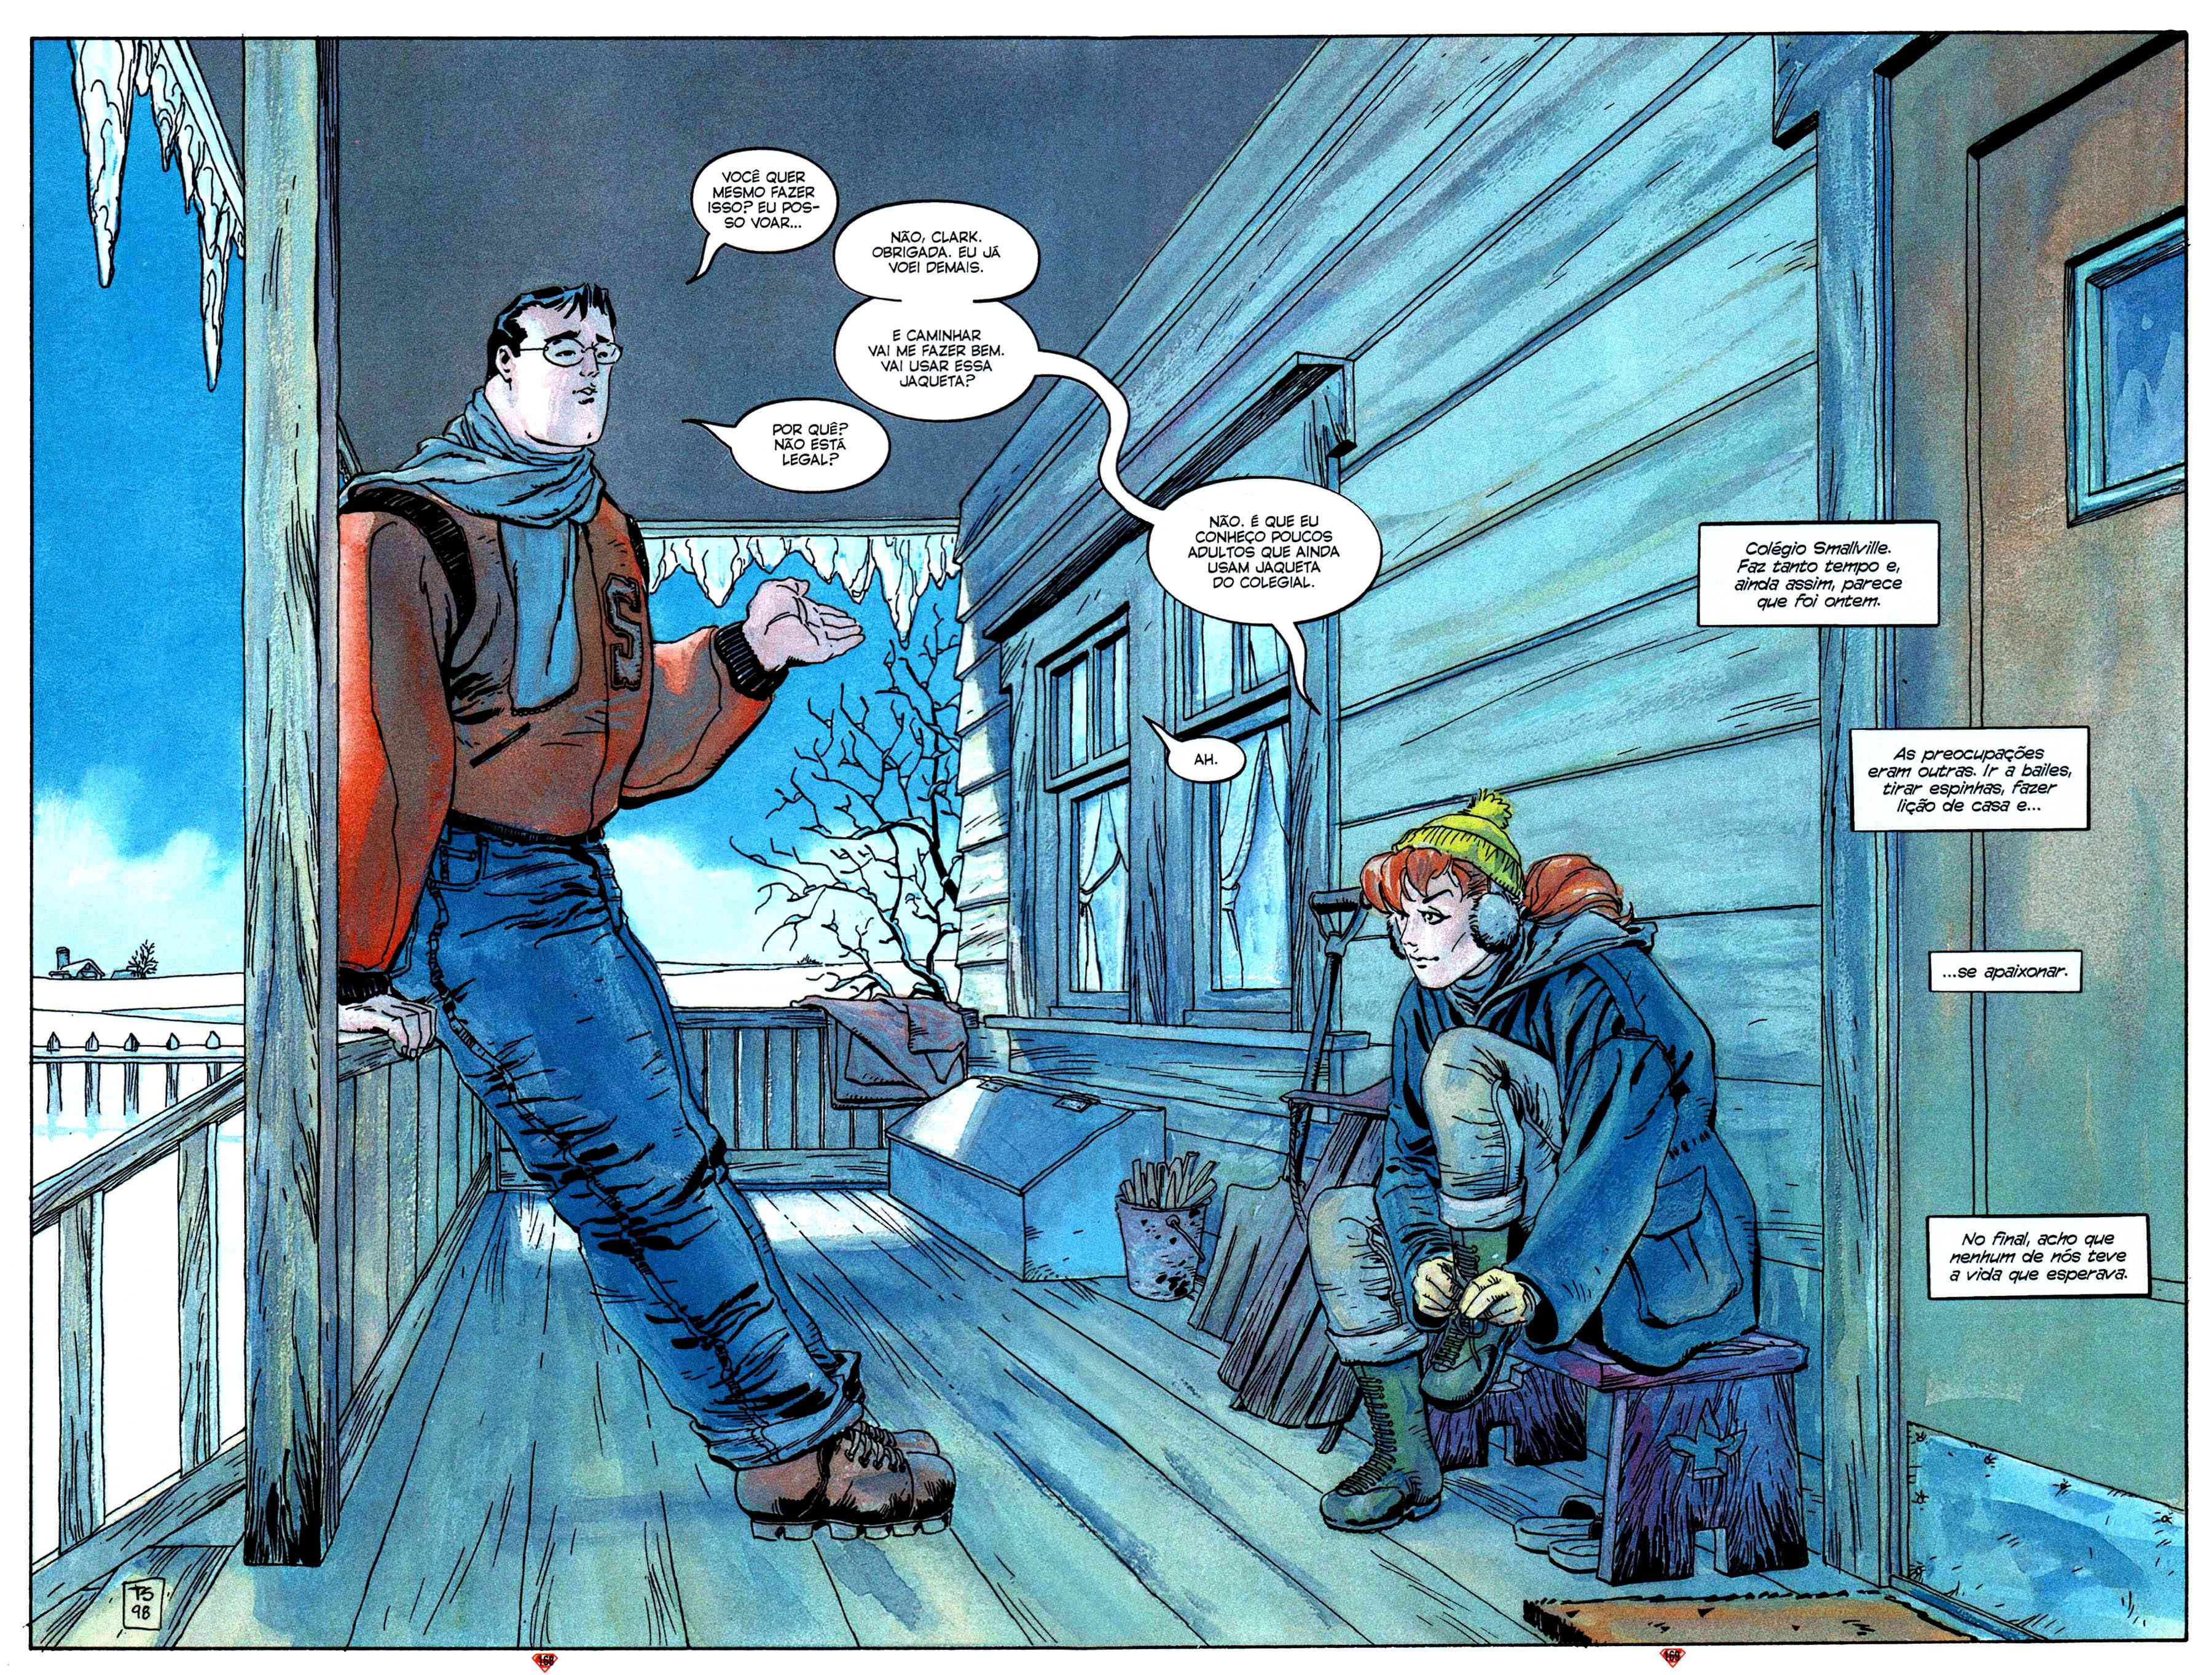 VOCÊ QUER
MESMO FAZER
ISSO? EU POS-
SO VOAR...
NÃO, CLARK.
OBRIGADA. EU JÁ
VOEI DEMAIS.
E CAMINHAR
VAI ME FAZER BEM.
VAI USAR ESSA
JAQUETA?
POR QUÊ?
NÃO ESTÁ
LEGAL?
NÃO. É QUE EU
CONHEÇO POUCOS
ADULTOS QUE AINDA
USAM JAQUETA
DO COLEGIAL.
AH.
S
Colégio Smallville.
Faz tanto tempo e,
ainda assim, parece
que foi ontem.
As preocupações
eram outras. Ir a bailes,
tirar espinhas, fazer
lição de casa e...
...se apaixonar.
No final, acho que
nenhum de nós teve
a vida que esperava.
TS
98
168
169